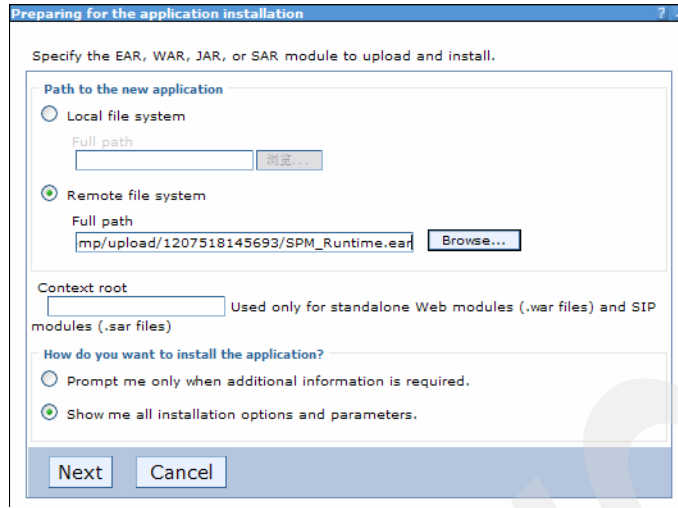 Preparing for the application installation ?
Specify the EAR, WAR, JAR, or SAR module to upload and install.
Path to the new application
Local file system
Full path
浏览...
Remote file system
Full path
mp/upload/1207518145693/SPM_Runtime.ear
Browse...
Context root
Used only for standalone Web modules (.war files) and SIP
modules (.sar files)
How do you want to install the application?
Prompt me only when additional information is required.
Show me all installation options and parameters.
Next Cancel